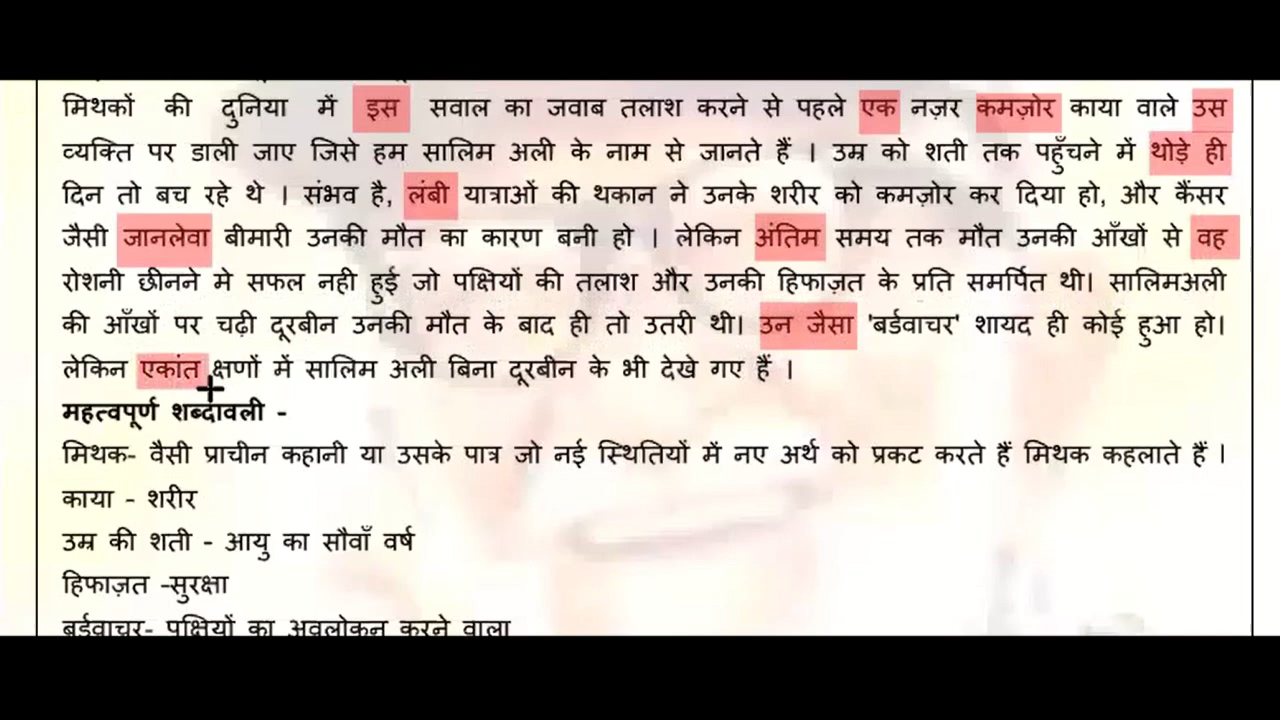 मिथकों की दुनिया में इस सवाल का जवाब तलाश करने से पहले एक नज़र कमज़ोर काया वाले उस
व्यक्ति पर डाली जाए जिसे हम सालिम अली के नाम से जानते हैं । उम्र को शती तक पहुँचने में थोड़े ही
दिन तो बच रहे थे । संभव है, लंबी यात्राओं की थकान ने उनके शरीर को कमज़ोर कर दिया हो, और कैंसर
जैसी जानलेवा बीमारी उनकी मौत का कारण बनी हो । लेकिन अंतिम समय तक मौत उनकी आँखों से वह
रोशनी छीनने मे सफल नही हुई जो पक्षियों की तलाश और उनकी हिफाज़त के प्रति समर्पित थी। सालिमअली
की आँखों पर चढ़ी दूरबीन उनकी मौत के बाद ही तो उतरी थी। उन जैसा 'बर्डवाचर' शायद ही कोई हुआ हो।
लेकिन एकांत क्षणों में सालिम अली बिना दूरबीन के भी देखे गए हैं ।
महत्वपूर्ण शब्दावली -
मिथक- वैसी प्राचीन कहानी या उसके पात्र जो नई स्थितियों में नए अर्थ को प्रकट करते हैं मिथक कहलाते हैं ।
काया - शरीर
उम्र की शती - आयु का सौवाँ वर्ष
हिफाज़त -सुरक्षा
बर्डवाचर- पक्षियों का अवलोकन करने वाला